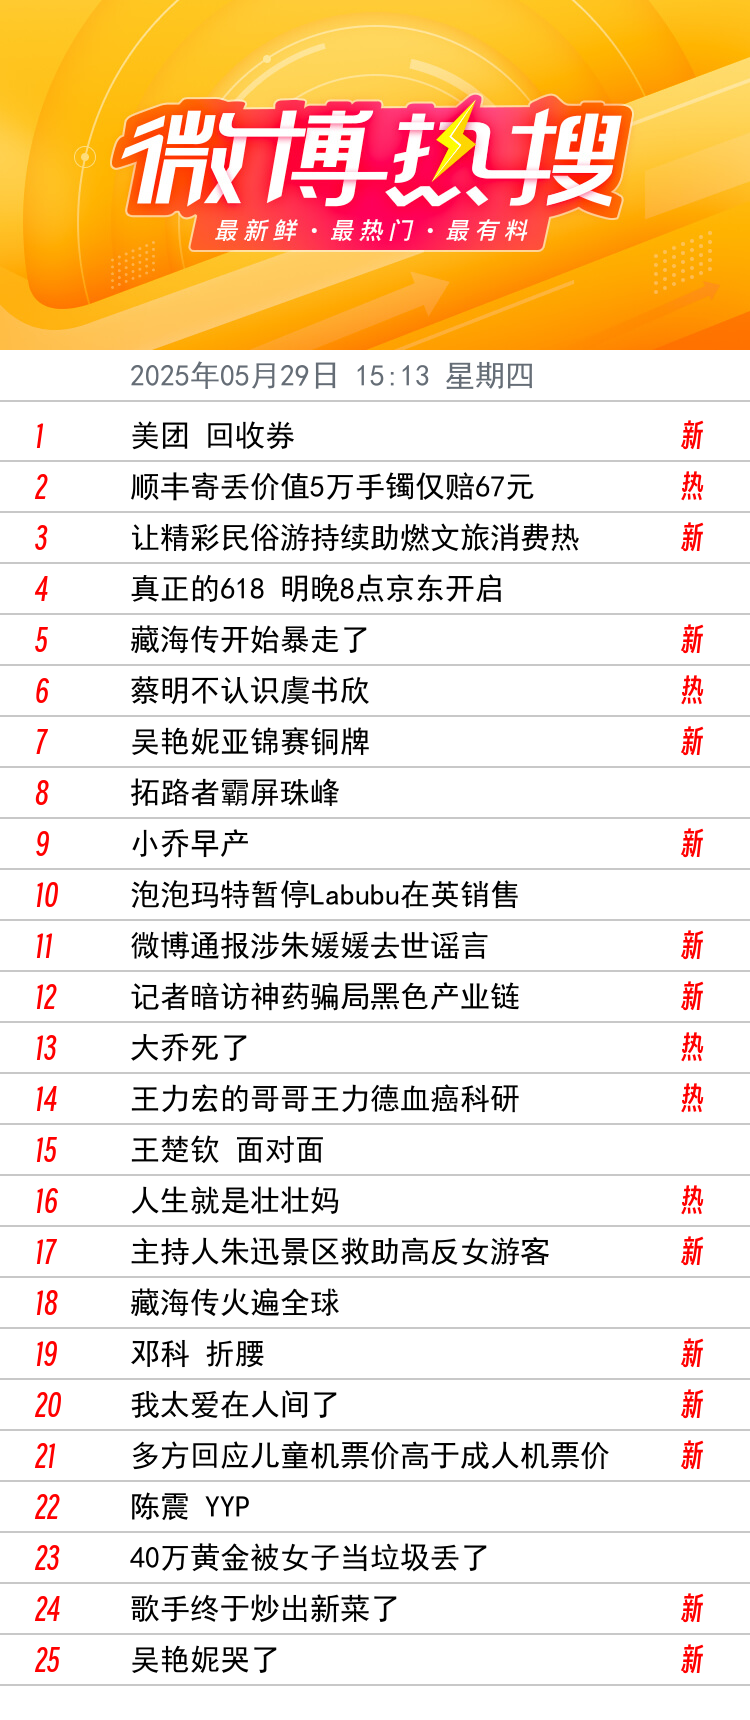 微博热搜
最新鲜·最热门·最有料
2025年05月29日 15:13 星期四
1 美团 回收券 新
2 顺丰寄丢价值5万手镯仅赔67元 热
3 让精彩民俗游持续助燃文旅消费热 新
4 真正的618 明晚8点京东开启
5 藏海传开始暴走了 新
6 蔡明不认识虞书欣 热
7 吴艳妮亚锦赛铜牌 新
8 拓路者霸屏珠峰
9 小乔早产 新
10 泡泡玛特暂停Labubu在英销售
11 微博通报涉朱媛媛去世谣言 新
12 记者暗访神药骗局黑色产业链 新
13 大乔死了 热
14 王力宏的哥哥王力德血癌科研 热
15 王楚钦 面对面
16 人生就是壮壮妈 热
17 主持人朱迅景区救助高反女游客 新
18 藏海传火遍全球
19 邓科 折腰 新
20 我太爱在人间了 新
21 多方回应儿童机票价高于成人机票价 新
22 陈震 YYP
23 40万黄金被女子当垃圾丢了
24 歌手终于炒出新菜了 新
25 吴艳妮哭了 新